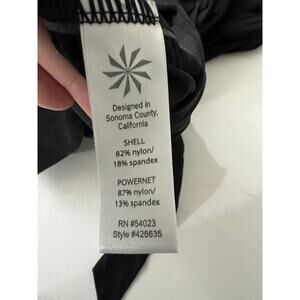 Designed in
Sonoma County,
California
SHELL
82% nylon/
18% spandex
POWERNET
87% nylon/
13% spandex
RN #54023
Style #426635